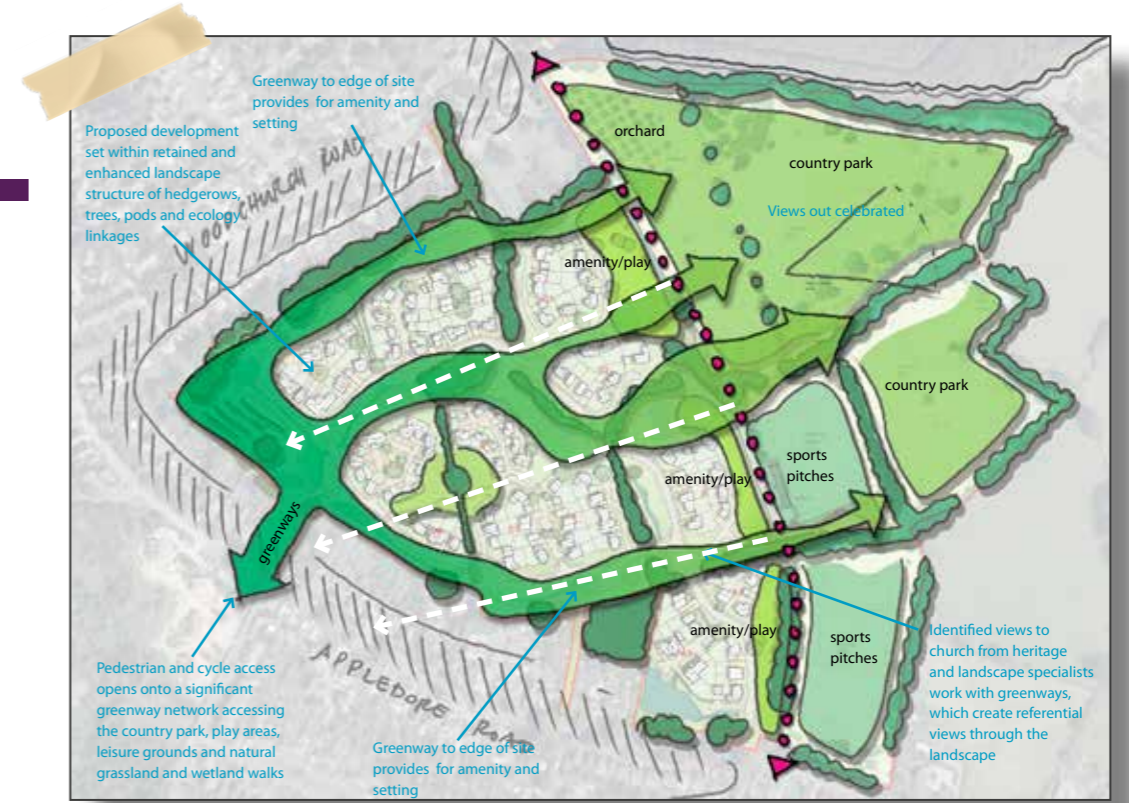 Greenway to edge of site
provides for amenity and
setting
Proposed development
set within retained and
enhanced landscape
structure of hedgerows,
trees, pods and ecology
linkages
WOODCHURCH ROAD
orchard
country park
Views out celebrated
amenity/play
country park
sports
pitches
amenity/play
greenways
amenity/play
sports
pitches
APPLEDORE ROAD
Identified views to
church from heritage
and landscape specialists
work with greenways,
which create referential
views through the
landscape
Pedestrian and cycle access
opens onto a significant
greenway network accessing
the country park, play areas,
leisure grounds and natural
grassland and wetland walks
Greenway to edge of site
provides for amenity and
setting